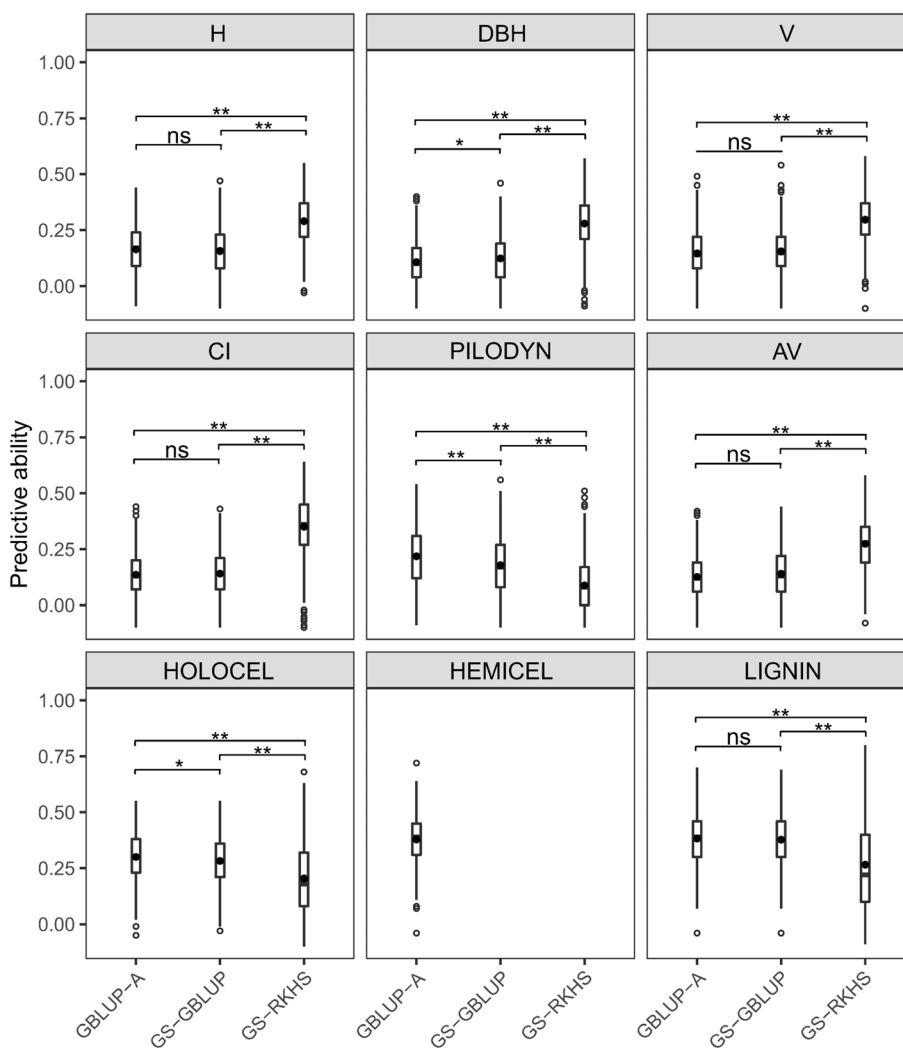 H DBH V
1.00
0.75
0.50
0.25
0.00
** ns **
** * **
** ns **
CI PILODYN AV
1.00
0.75
0.50
0.25
0.00
** ns **
** ** **
** ns **
Predictive ability
HOLOCEL HEMICEL LIGNIN
1.00
0.75
0.50
0.25
0.00
** * **
** ns **
GBLUP-A GS-GBLUP GS-RKHS GBLUP-A GS-GBLUP GS-RKHS GBLUP-A GS-GBLUP GS-RKHS